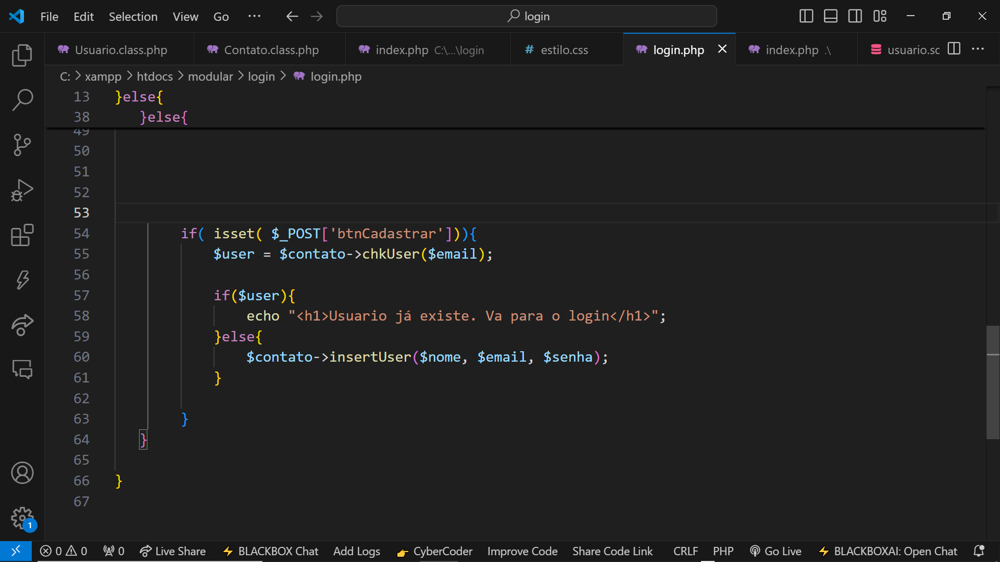 File Edit Selection View Go ··· login
Usuario.class.php Contato.class.php index.php C:\...\login # estilo.css login.php index.php .\ usuario.sc ···
C: > xampp > htdocs > modular > login > login.php
13 }else{
38 }else{
49
50
51
52
53
54 if( isset( $_POST['btnCadastrar'])){
55 $user = $contato->chkUser($email);
56
57 if($user){
58 echo "<h1>Usuario já existe. Va para o login</h1>";
59 }else{
60 $contato->insertUser($nome, $email, $senha);
61 }
62
63 }
64 }
65
66 }
67
1
0 0 0 Live Share BLACKBOX Chat Add Logs CyberCoder Improve Code Share Code Link CRLF PHP Go Live BLACKBOXAI: Open Chat